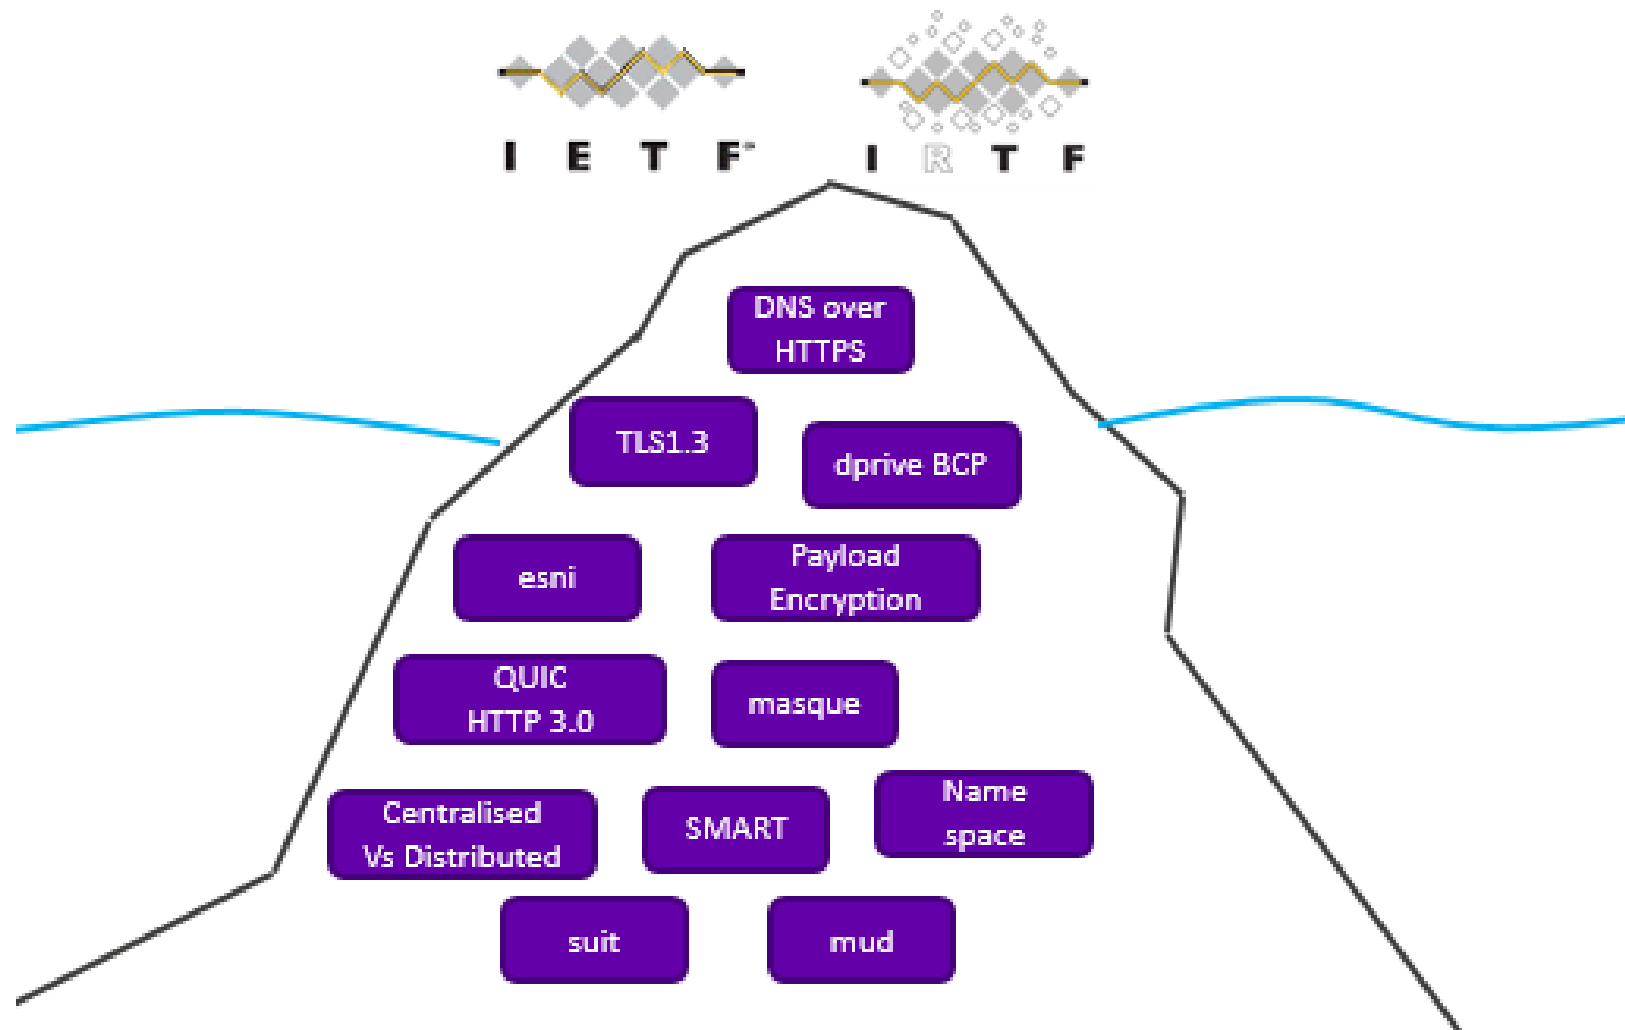 I E T F
I R T F
DNS over
HTTPS
TLS1.3
dprive BCP
esni
Payload
Encryption
QUIC
HTTP 3.0
masque
Centralised
Vs Distributed
SMART
Name
space
suit
mud